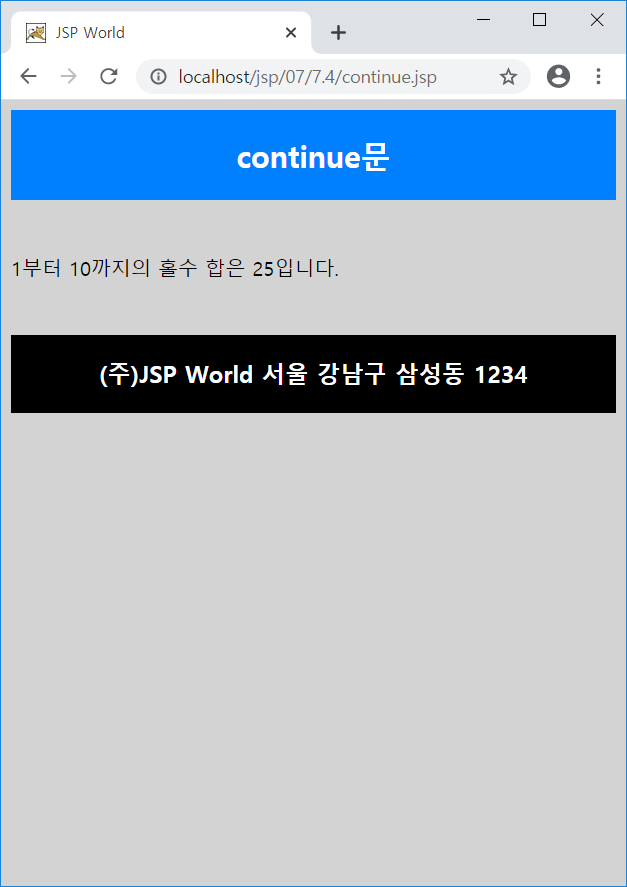 JSP World
localhost/jsp/07/7.4/continue.jsp
continue문
1부터 10까지의 홀수 합은 25입니다.
(주)JSP World 서울 강남구 삼성동 1234